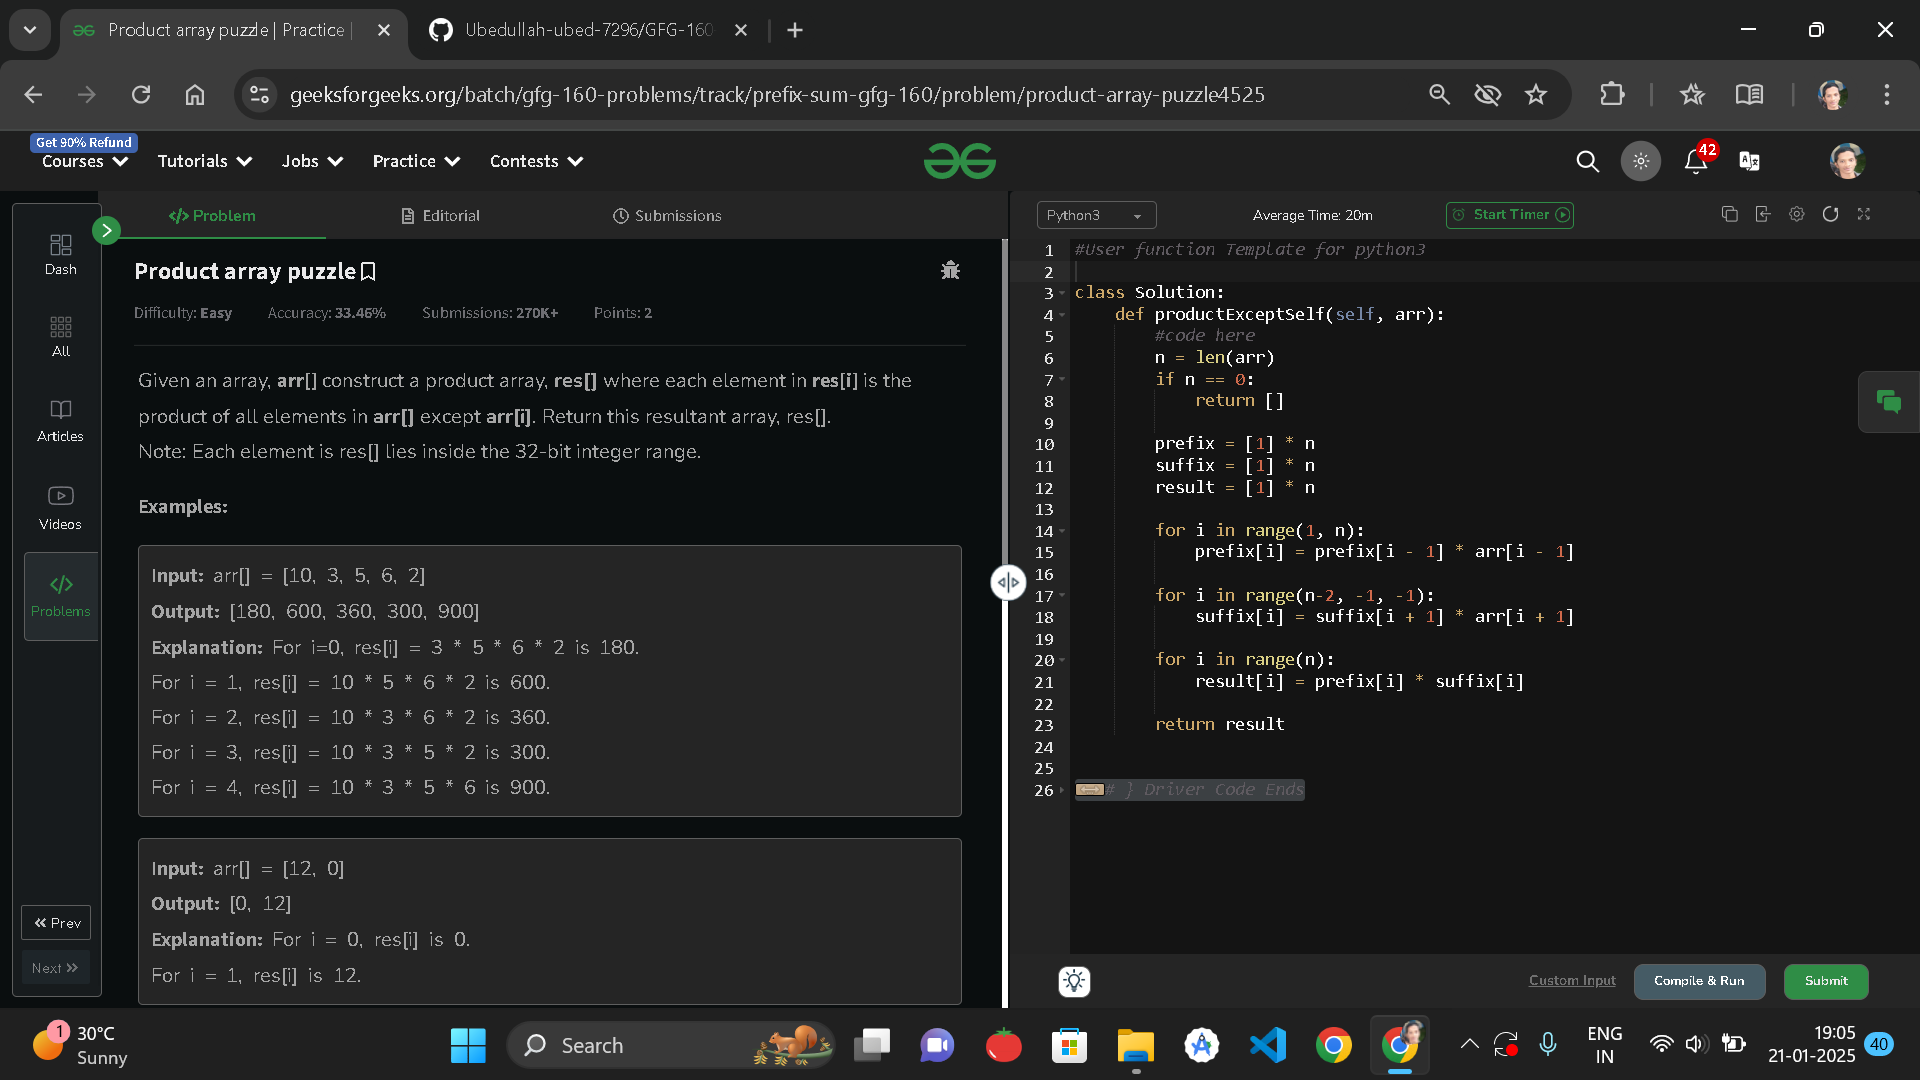 Product array puzzle | Practice |
Ubedullah-ubed-7296/GFG-160
geeksforgeeks.org/batch/gfg-160-problems/track/prefix-sum-gfg-160/problem/product-array-puzzle4525
Get 90% Refund
Courses
Tutorials
Jobs
Practice
Contests
42
Dash
All
Articles
Videos
Problems
Prev
Next
Problem
Editorial
Submissions
Product array puzzle
Difficulty: Easy Accuracy: 33.46% Submissions: 270K+ Points: 2
Given an array, arr[] construct a product array, res[] where each element in res[i] is the
product of all elements in arr[] except arr[i]. Return this resultant array, res[].
Note: Each element is res[] lies inside the 32-bit integer range.
Examples:
Input: arr[] = [10, 3, 5, 6, 2]
Output: [180, 600, 360, 300, 900]
Explanation: For i=0, res[i] = 3 * 5 * 6 * 2 is 180.
For i = 1, res[i] = 10 * 5 * 6 * 2 is 600.
For i = 2, res[i] = 10 * 3 * 6 * 2 is 360.
For i = 3, res[i] = 10 * 3 * 5 * 2 is 300.
For i = 4, res[i] = 10 * 3 * 5 * 6 is 900.
Input: arr[] = [12, 0]
Output: [0, 12]
Explanation: For i = 0, res[i] is 0.
For i = 1, res[i] is 12.
Python3
Average Time: 20m
Start Timer
1 #User function Template for python3
2
3 class Solution:
4 def productExceptSelf(self, arr):
5 #code here
6 n = len(arr)
7 if n == 0:
8 return []
9
10 prefix = [1] * n
11 suffix = [1] * n
12 result = [1] * n
13
14 for i in range(1, n):
15 prefix[i] = prefix[i - 1] * arr[i - 1]
16
17 for i in range(n-2, -1, -1):
18 suffix[i] = suffix[i + 1] * arr[i + 1]
19
20 for i in range(n):
21 result[i] = prefix[i] * suffix[i]
22
23 return result
24
25
26 # } Driver Code Ends
Custom Input
Compile & Run
Submit
1
30°C
Sunny
Search
ENG
IN
19:05
21-01-2025
40